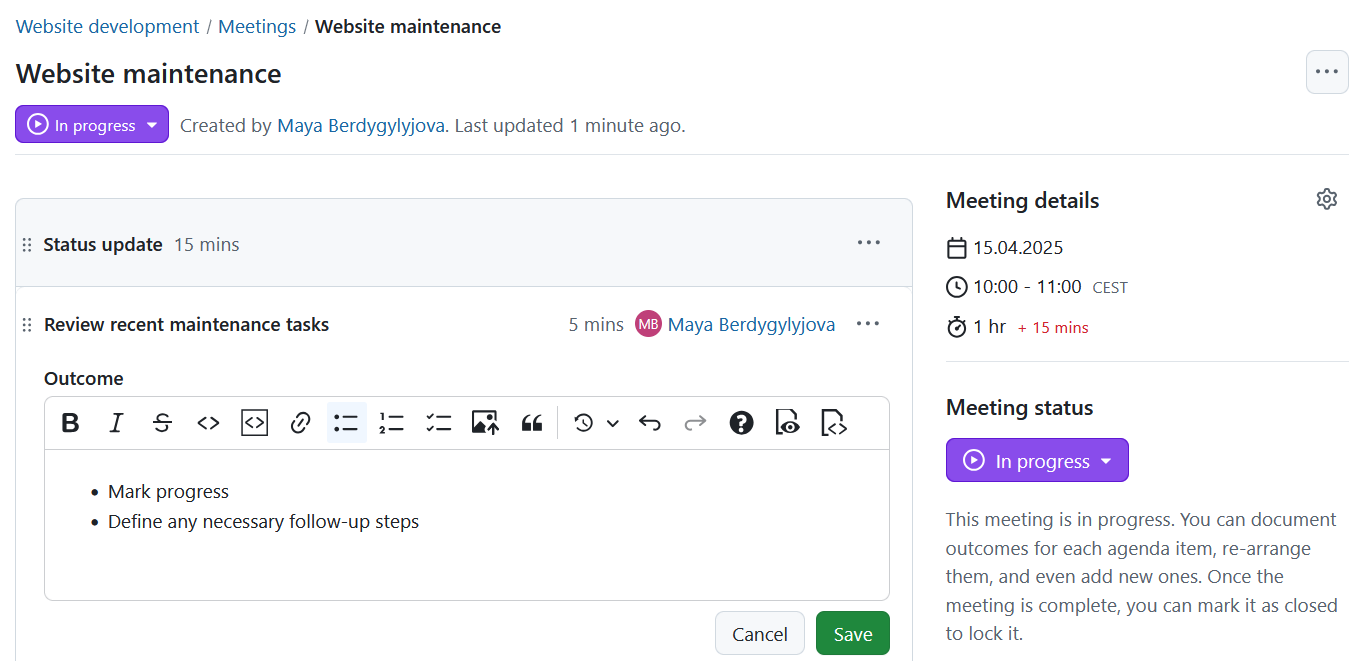 Website development / Meetings / Website maintenance
Website maintenance
In progress Created by Maya Berdygylyjova. Last updated 1 minute ago.
Status update 15 mins
Review recent maintenance tasks 5 mins MB Maya Berdygylyjova
Outcome
• Mark progress
• Define any necessary follow-up steps
Cancel Save
Meeting details
15.04.2025
10:00 - 11:00 CEST
1 hr + 15 mins
Meeting status
In progress
This meeting is in progress. You can document
outcomes for each agenda item, re-arrange
them, and even add new ones. Once the
meeting is complete, you can mark it as closed
to lock it.